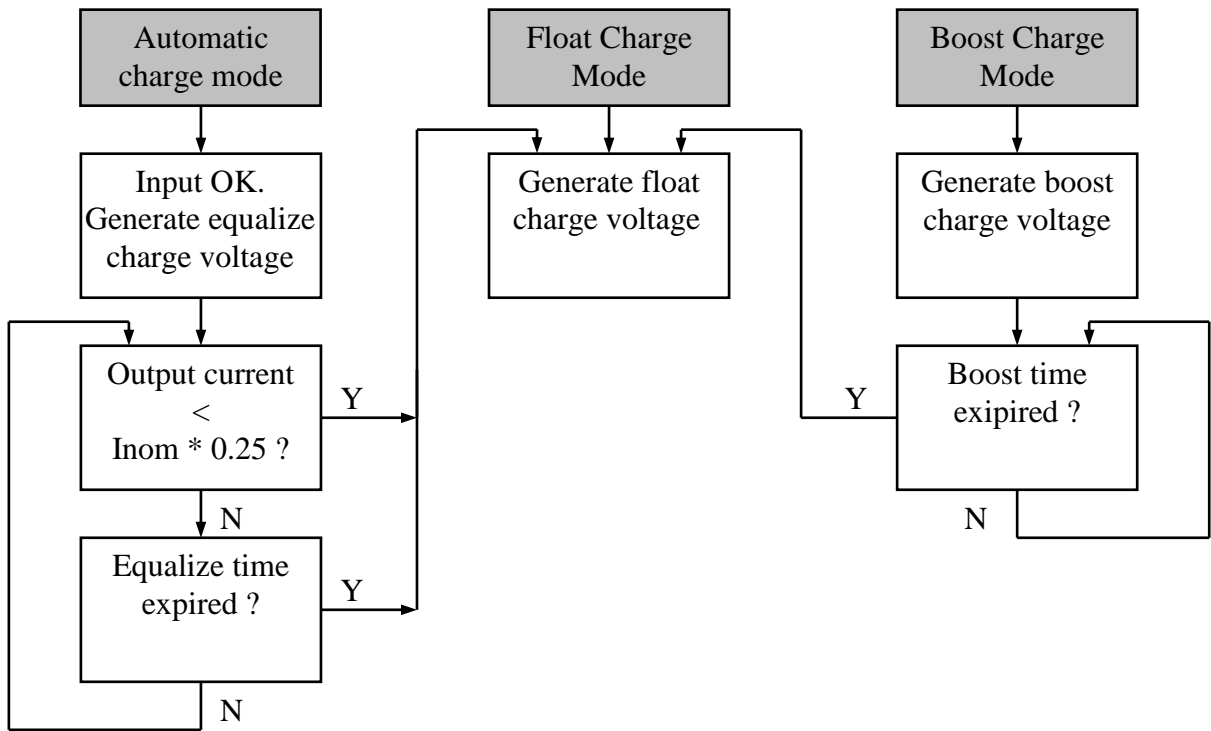 Automatic
charge mode
Float Charge
Mode
Boost Charge
Mode
Input OK.
Generate equalize
charge voltage
Generate float
charge voltage
Generate boost
charge voltage
Output current
<
Inom * 0.25 ?
Y
Y
Boost time
exipired ?
N
N
Equalize time
expired ?
Y
N